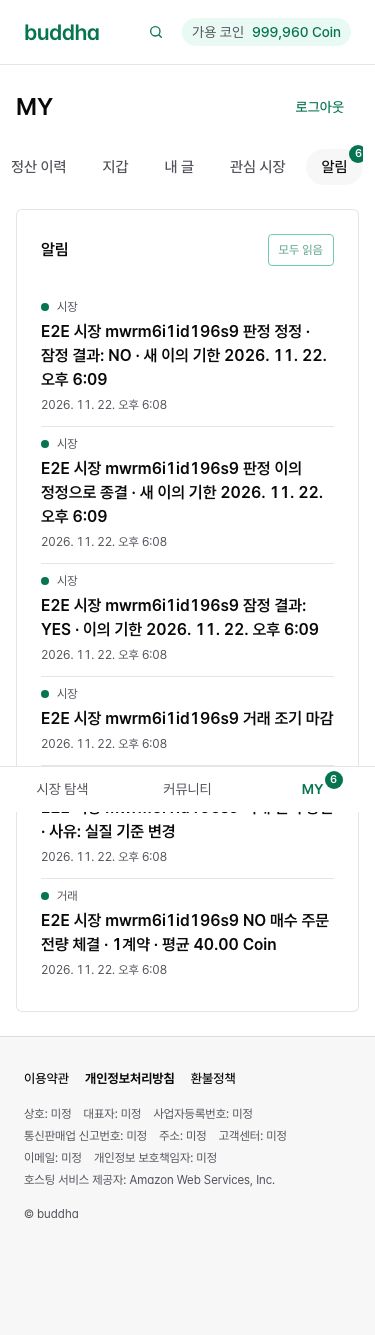 buddha
가용 코인 999,960 Coin
MY
로그아웃
정산 이력
지갑
내 글
관심 시장
알림
6
알림
모두 읽음
시장
E2E 시장 mwrm6i1id196s9 판정 정정 ·
잠정 결과: NO · 새 이의 기한 2026. 11. 22.
오후 6:09
2026. 11. 22. 오후 6:08
시장
E2E 시장 mwrm6i1id196s9 판정 이의
정정으로 종결 · 새 이의 기한 2026. 11. 22.
오후 6:09
2026. 11. 22. 오후 6:08
시장
E2E 시장 mwrm6i1id196s9 잠정 결과:
YES · 이의 기한 2026. 11. 22. 오후 6:09
2026. 11. 22. 오후 6:08
시장
E2E 시장 mwrm6i1id196s9 거래 조기 마감
2026. 11. 22. 오후 6:08
시장 탐색
커뮤니티
MY
6
· 사유: 실질 기준 변경
2026. 11. 22. 오후 6:08
거래
E2E 시장 mwrm6i1id196s9 NO 매수 주문
전량 체결 · 1계약 · 평균 40.00 Coin
2026. 11. 22. 오후 6:08
이용약관
개인정보처리방침
환불정책
상호: 미정 대표자: 미정 사업자등록번호: 미정
통신판매업 신고번호: 미정 주소: 미정 고객센터: 미정
이메일: 미정 개인정보 보호책임자: 미정
호스팅 서비스 제공자: Amazon Web Services, Inc.
© buddha